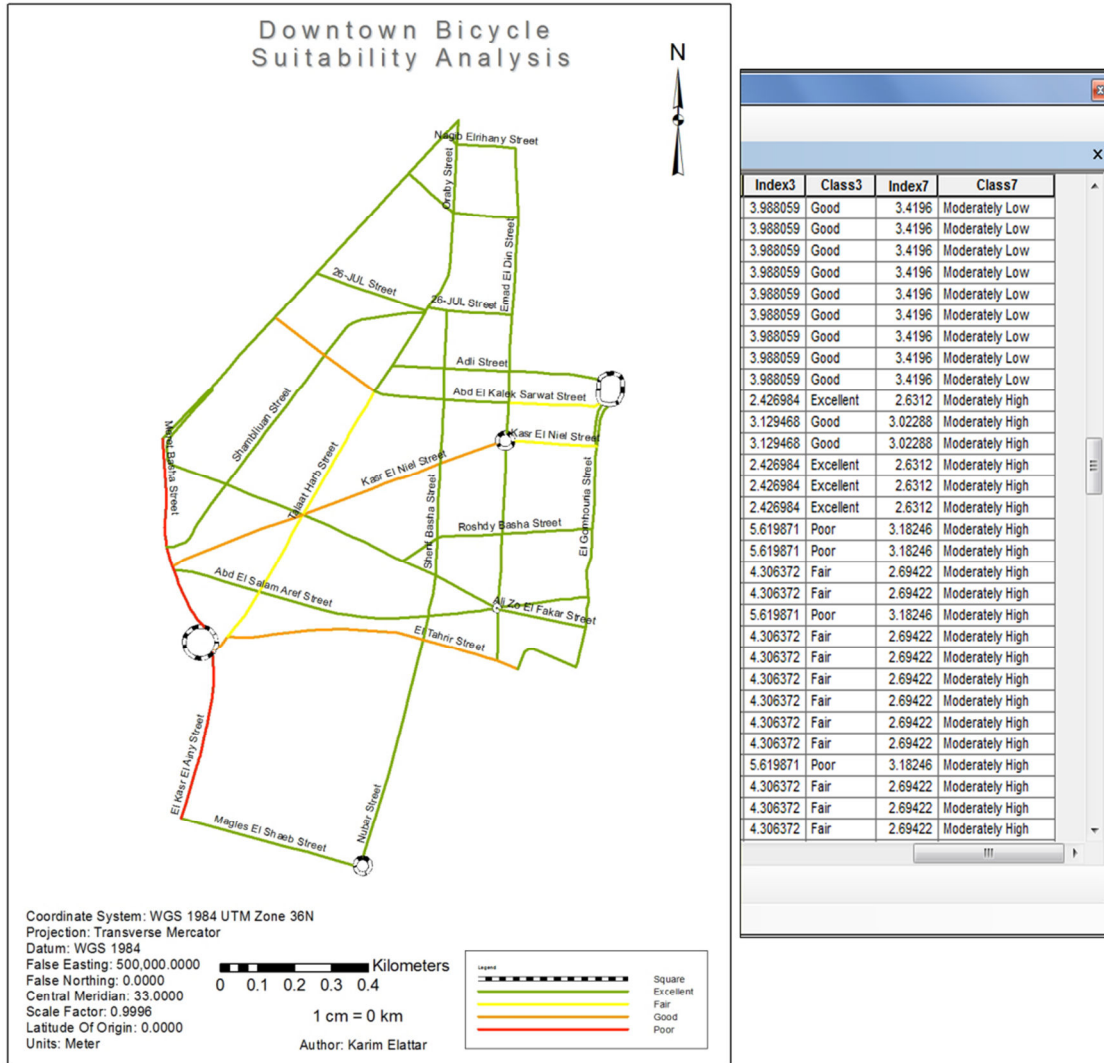 Downtown Bicycle
Suitability Analysis
N
Nagib Elrihany Street
Oraby Street
Emad El Din Street
26-JUL Street
26-JUL Street
Adli Street
Abd El Kalek Sarwat Street
Kasr El Niel Street
Shambliuan Street
Meret Basha Street
Talaat Harb Street
Kasr El Niel Street
Sherif Basha Street
El Gomhouria Street
Roshdy Basha Street
Abd El Salam Aref Street
Ali Zo El Fakar Street
El Tahrir Street
El Kasr El Ainy Street
Nubar Street
Magles El Shaeb Street
Coordinate System: WGS 1984 UTM Zone 36N
Projection: Transverse Mercator
Datum: WGS 1984
False Easting: 500,000.0000
False Northing: 0.0000
Central Meridian: 33.0000
Scale Factor: 0.9996
Latitude Of Origin: 0.0000
Units: Meter
Kilometers
0 0.1 0.2 0.3 0.4
1 cm = 0 km
Author: Karim Elattar
Legend
Square
Excellent
Fair
Good
Poor
Index3 Class3 Index7 Class7
3.988059 Good 3.4196 Moderately Low
3.988059 Good 3.4196 Moderately Low
3.988059 Good 3.4196 Moderately Low
3.988059 Good 3.4196 Moderately Low
3.988059 Good 3.4196 Moderately Low
3.988059 Good 3.4196 Moderately Low
3.988059 Good 3.4196 Moderately Low
3.988059 Good 3.4196 Moderately Low
3.988059 Good 3.4196 Moderately Low
2.426984 Excellent 2.6312 Moderately High
3.129468 Good 3.02288 Moderately High
3.129468 Good 3.02288 Moderately High
2.426984 Excellent 2.6312 Moderately High
2.426984 Excellent 2.6312 Moderately High
2.426984 Excellent 2.6312 Moderately High
5.619871 Poor 3.18246 Moderately High
5.619871 Poor 3.18246 Moderately High
4.306372 Fair 2.69422 Moderately High
4.306372 Fair 2.69422 Moderately High
5.619871 Poor 3.18246 Moderately High
4.306372 Fair 2.69422 Moderately High
4.306372 Fair 2.69422 Moderately High
4.306372 Fair 2.69422 Moderately High
4.306372 Fair 2.69422 Moderately High
4.306372 Fair 2.69422 Moderately High
4.306372 Fair 2.69422 Moderately High
5.619871 Poor 3.18246 Moderately High
4.306372 Fair 2.69422 Moderately High
4.306372 Fair 2.69422 Moderately High
4.306372 Fair 2.69422 Moderately High